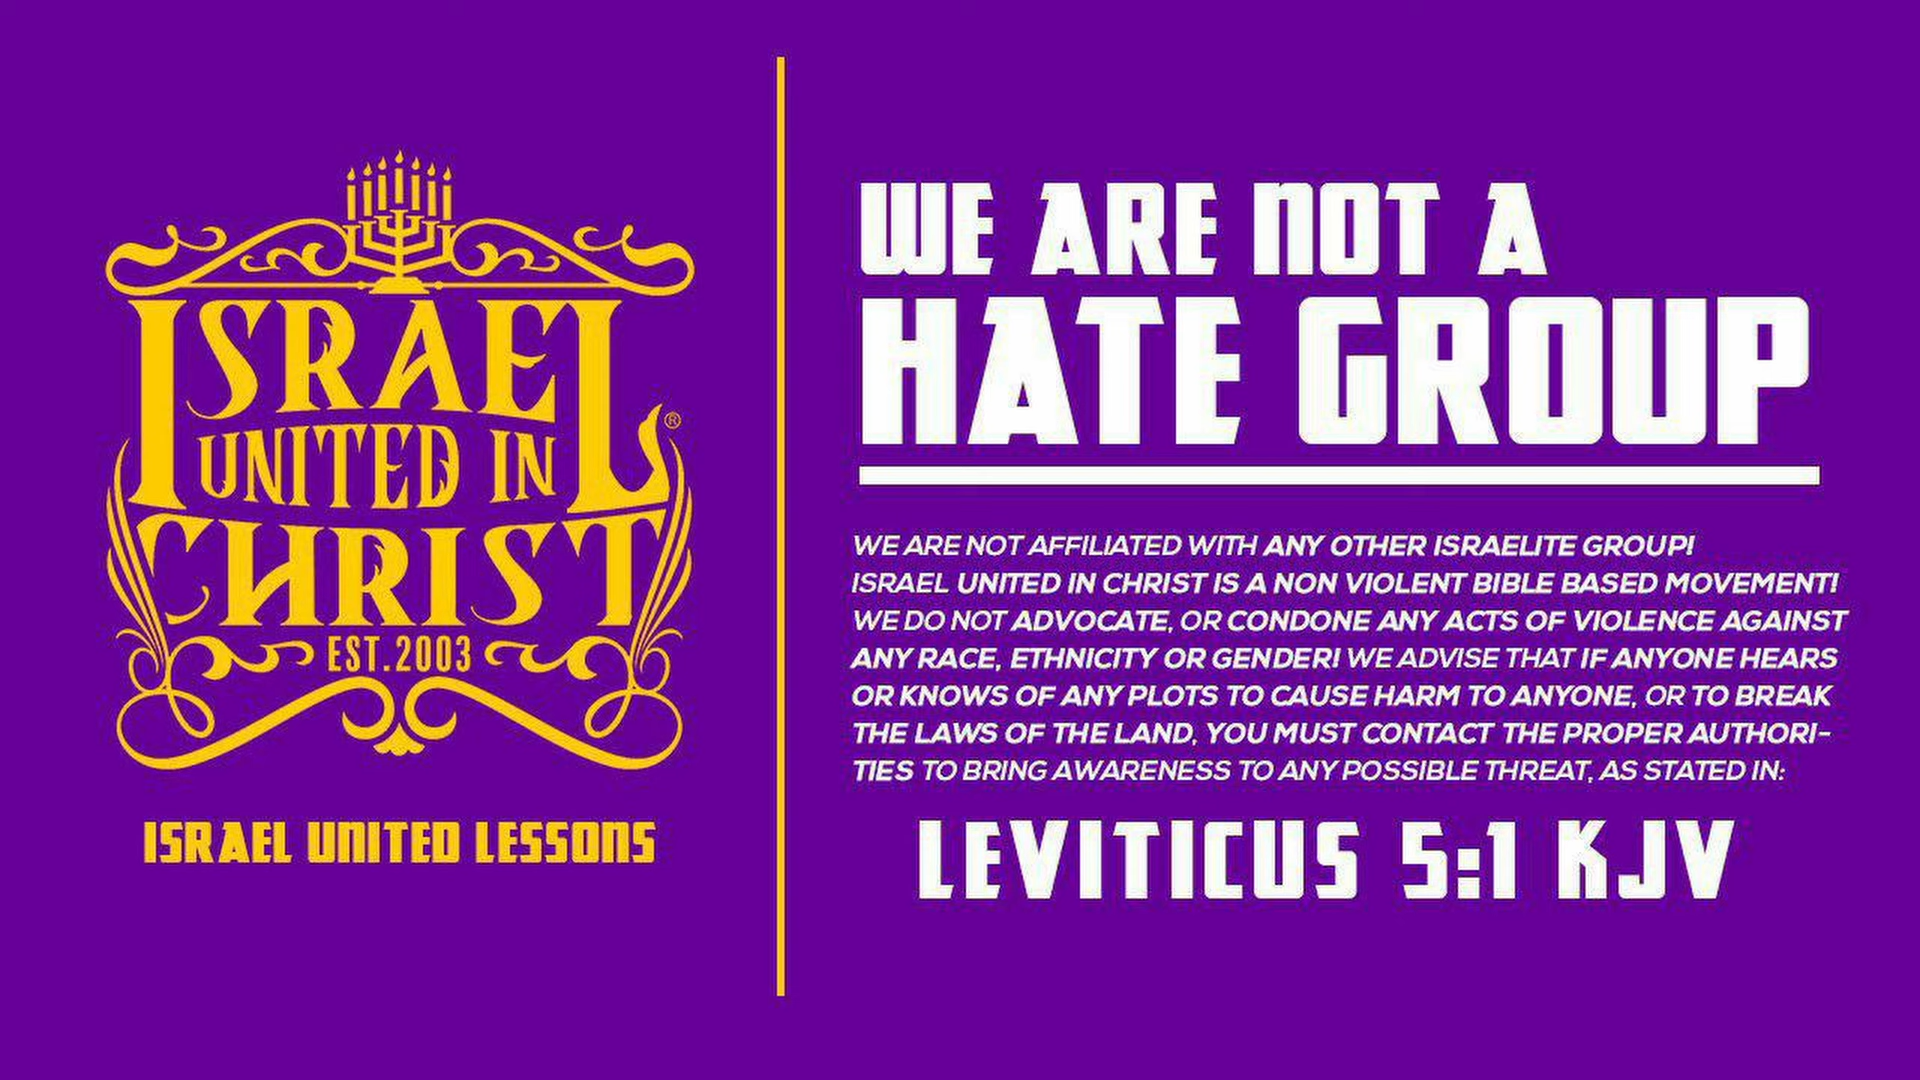 ISRAEL
UNITED IN
CHRIST
®
EST.2003
ISRAEL UNITED LESSONS
WE ARE NOT A
HATE GROUP
WE ARE NOT AFFILIATED WITH ANY OTHER ISRAELITE GROUP!
ISRAEL UNITED IN CHRIST IS A NON VIOLENT BIBLE BASED MOVEMENT!
WE DO NOT ADVOCATE, OR CONDONE ANY ACTS OF VIOLENCE AGAINST
ANY RACE, ETHNICITY OR GENDER! WE ADVISE THAT IF ANYONE HEARS
OR KNOWS OF ANY PLOTS TO CAUSE HARM TO ANYONE, OR TO BREAK
THE LAWS OF THE LAND, YOU MUST CONTACT THE PROPER AUTHORI-
TIES TO BRING AWARENESS TO ANY POSSIBLE THREAT, AS STATED IN:
LEVITICUS 5:1 KJV